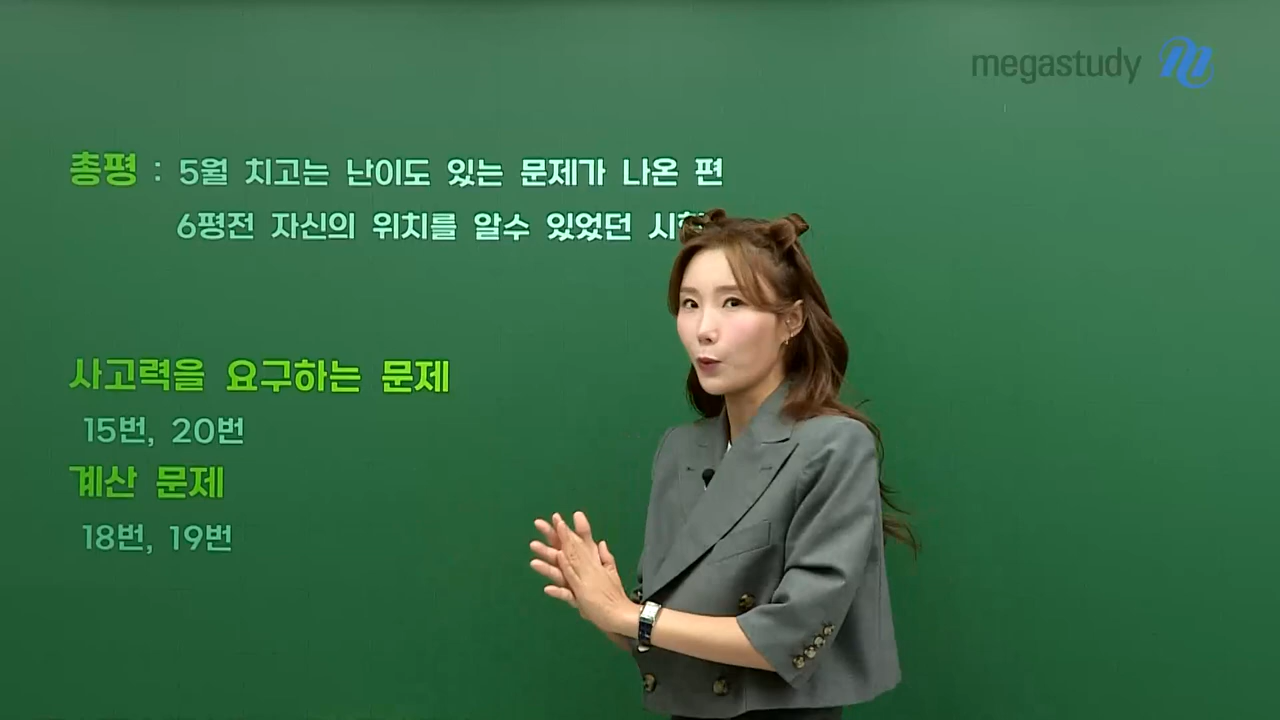 megastudy
총평 : 5월 치고는 난이도 있는 문제가 나온 편
6평전 자신의 위치를 알수 있었던
사고력을 요구하는 문제
15번, 20번
계산 문제
18번, 19번